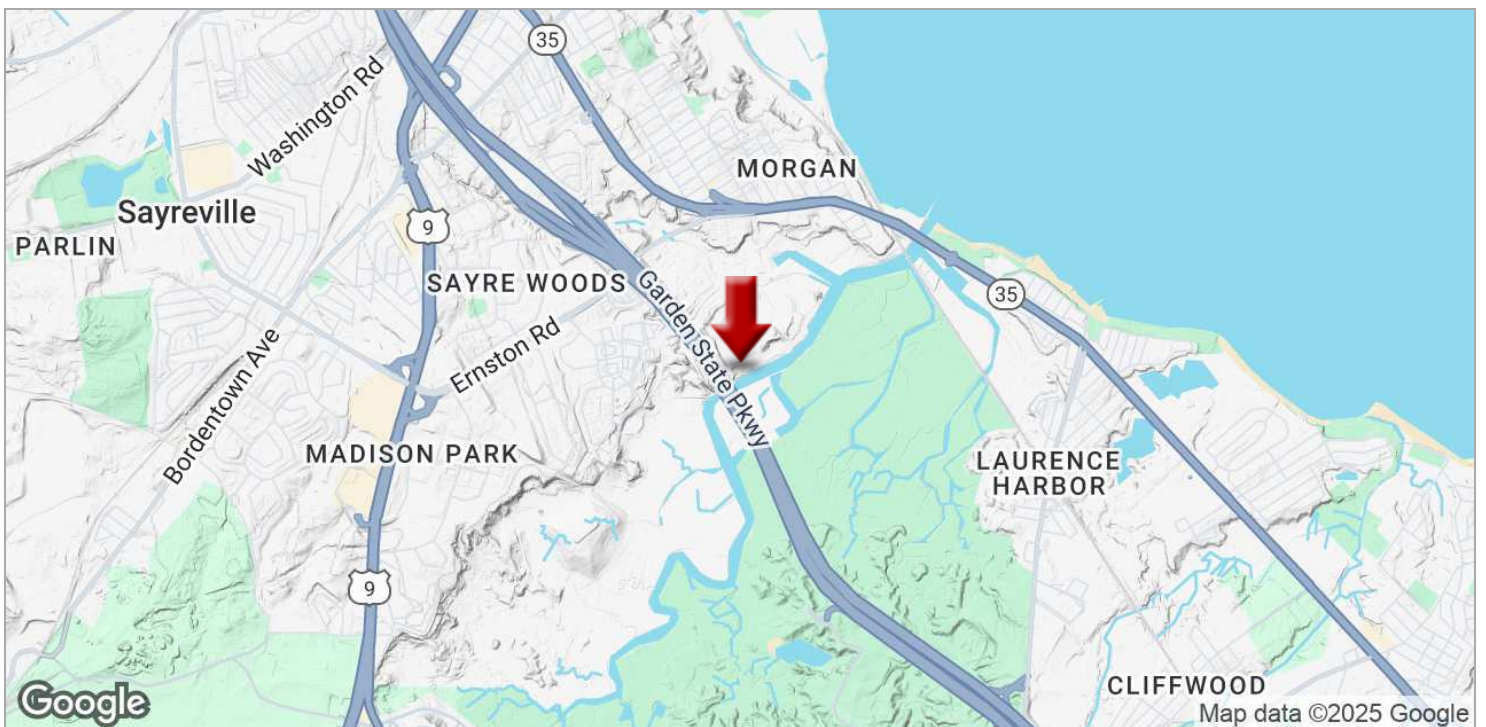 35
Washington Rd
MORGAN
Sayreville
9
PARLIN
SAYRE WOODS
Garden State Pkwy
35
Ernston Rd
Bordentown Ave
MADISON PARK
LAURENCE
HARBOR
9
CLIFFWOOD
Google
Map data ©2025 Google